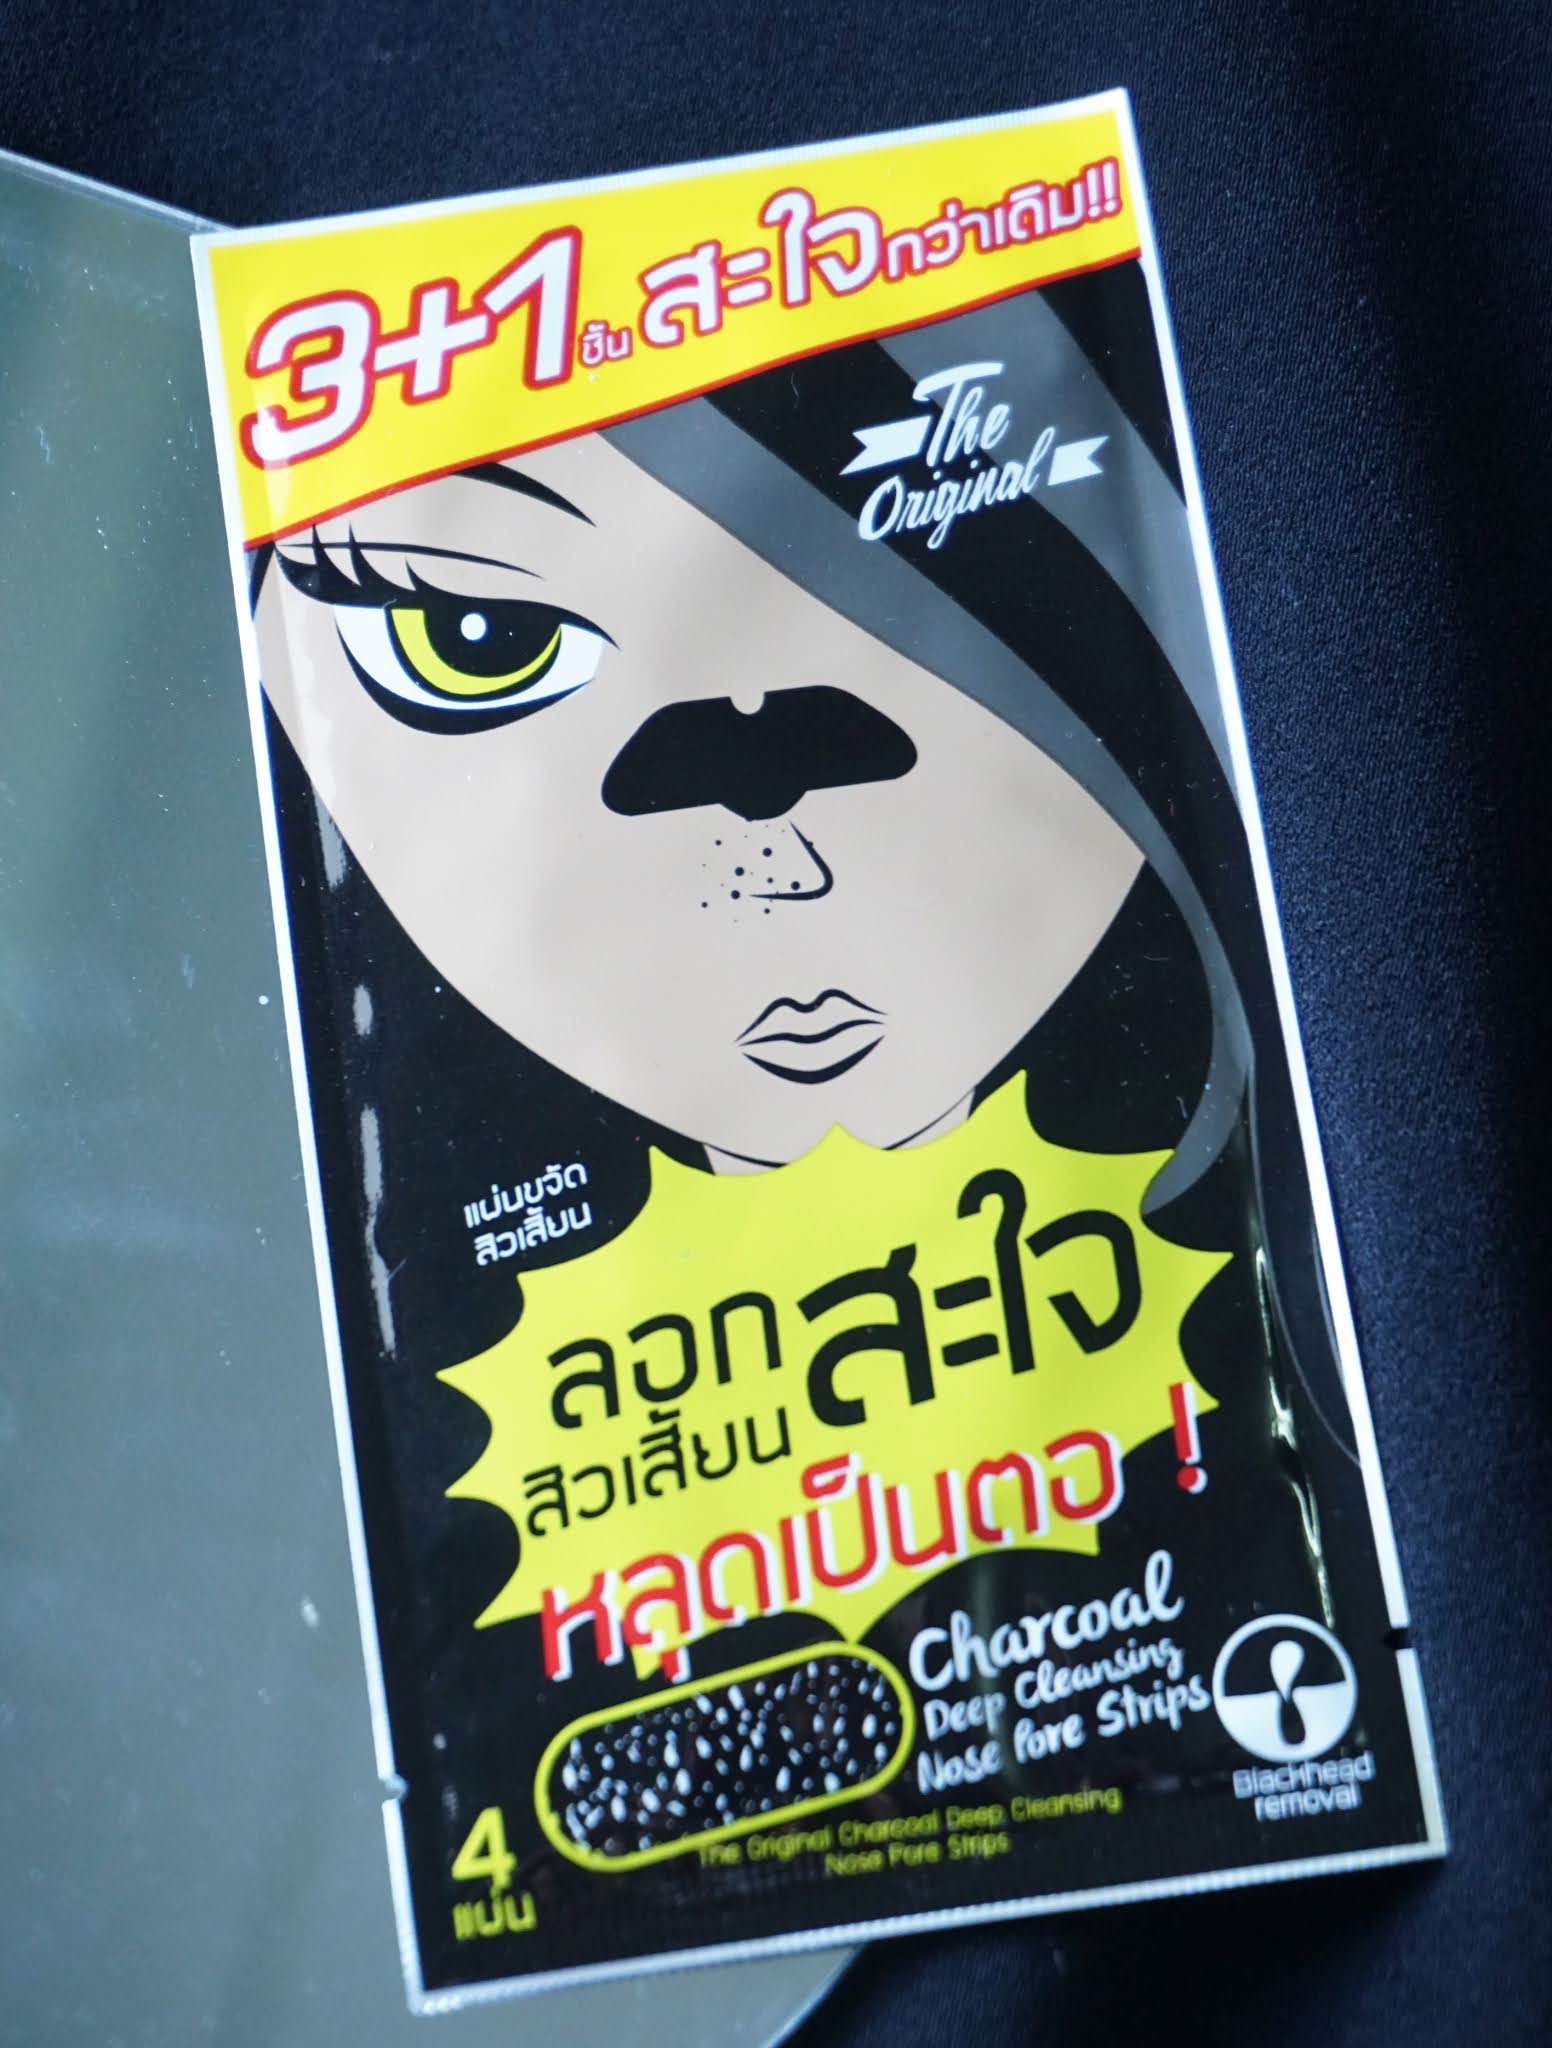 3+1 ชิ้น สะใจกว่าเดิม!!
The
Original
แผ่นขจัด
สิวเสี้ยน
ลอกสะใจ
สิวเสี้ยน
หลุดเป็นตอ !
Charcoal
Deep Cleansing
Nose Pore Strips
Blackhead
removal
The Original Charcoal Deep Cleansing
Nose Pore Strips
4
แผ่น